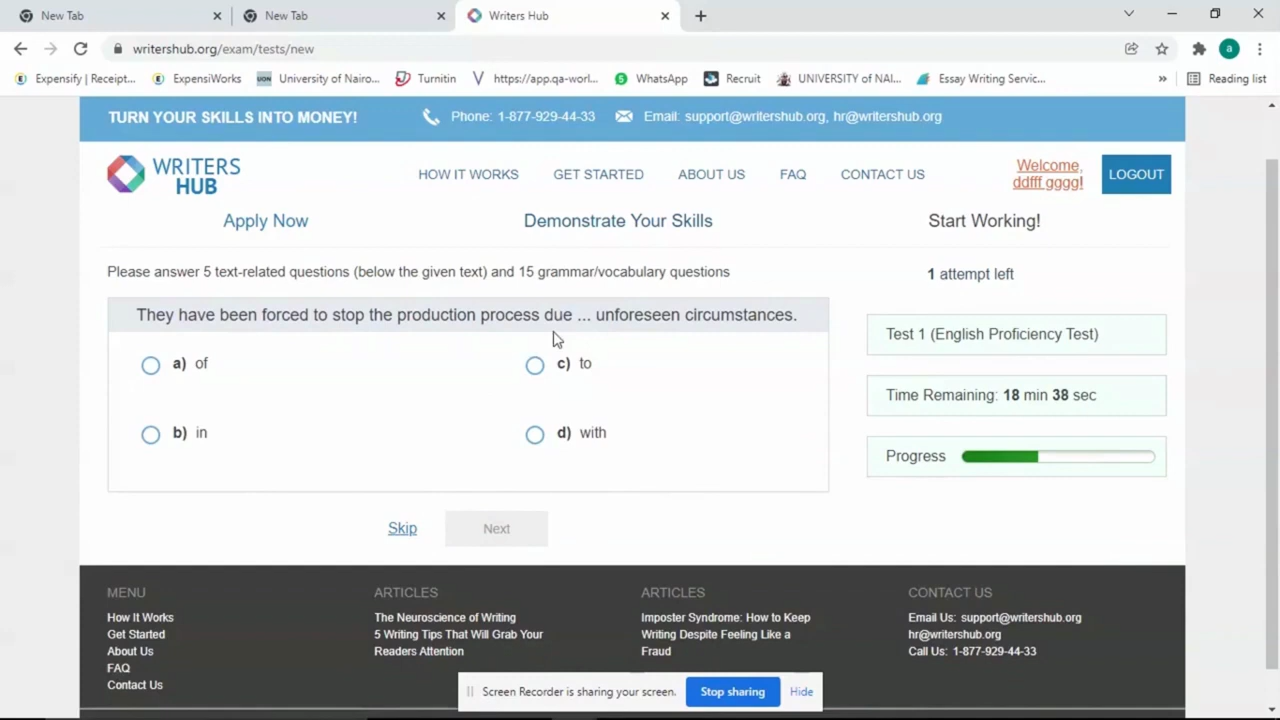 New Tab
New Tab
Writers Hub
writershub.org/exam/tests/new
a
Expensify | Receipt... ExpensiWorks University of Nairo... Turnitin https://app.qa-worl... WhatsApp Recruit UNIVERSITY of NAI... Essay Writing Servic... » Reading list
TURN YOUR SKILLS INTO MONEY! Phone: 1-877-929-44-33 Email: support@writershub.org, hr@writershub.org
WRITERS
HUB
HOW IT WORKS GET STARTED ABOUT US FAQ CONTACT US
Welcome,
ddfff gggg!
LOGOUT
Apply Now Demonstrate Your Skills Start Working!
Please answer 5 text-related questions (below the given text) and 15 grammar/vocabulary questions
1 attempt left
They have been forced to stop the production process due ... unforeseen circumstances.
a) of
c) to
b) in
d) with
Test 1 (English Proficiency Test)
Time Remaining: 18 min 38 sec
Progress
Skip Next
MENU
How It Works
Get Started
About Us
FAQ
Contact Us
ARTICLES
The Neuroscience of Writing
5 Writing Tips That Will Grab Your
Readers Attention
ARTICLES
Imposter Syndrome: How to Keep
Writing Despite Feeling Like a
Fraud
CONTACT US
Email Us: support@writershub.org
hr@writershub.org
Call Us: 1-877-929-44-33
Screen Recorder is sharing your screen. Stop sharing Hide